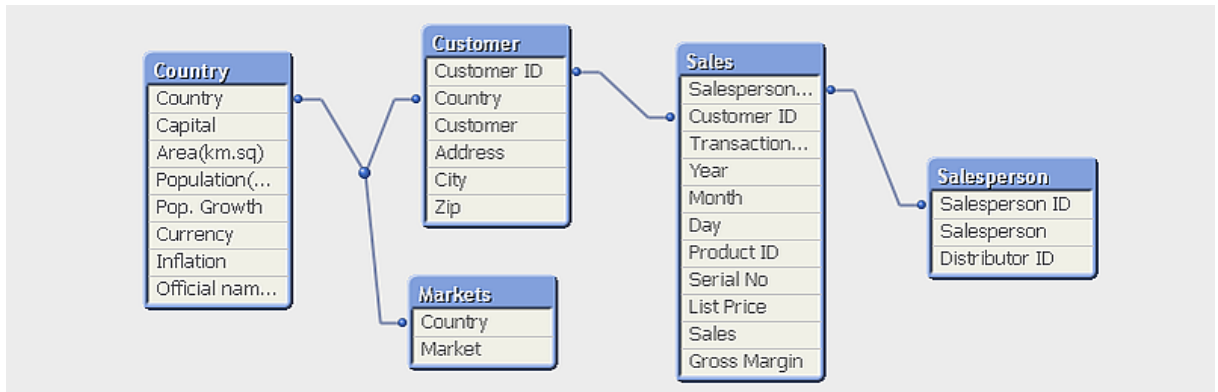 Country
Country
Capital
Area(km.sq)
Population(...
Pop. Growth
Currency
Inflation
Official nam...
Customer
Customer ID
Country
Customer
Address
City
Zip
Markets
Country
Market
Sales
Salesperson...
Customer ID
Transaction...
Year
Month
Day
Product ID
Serial No
List Price
Sales
Gross Margin
Salesperson
Salesperson ID
Salesperson
Distributor ID